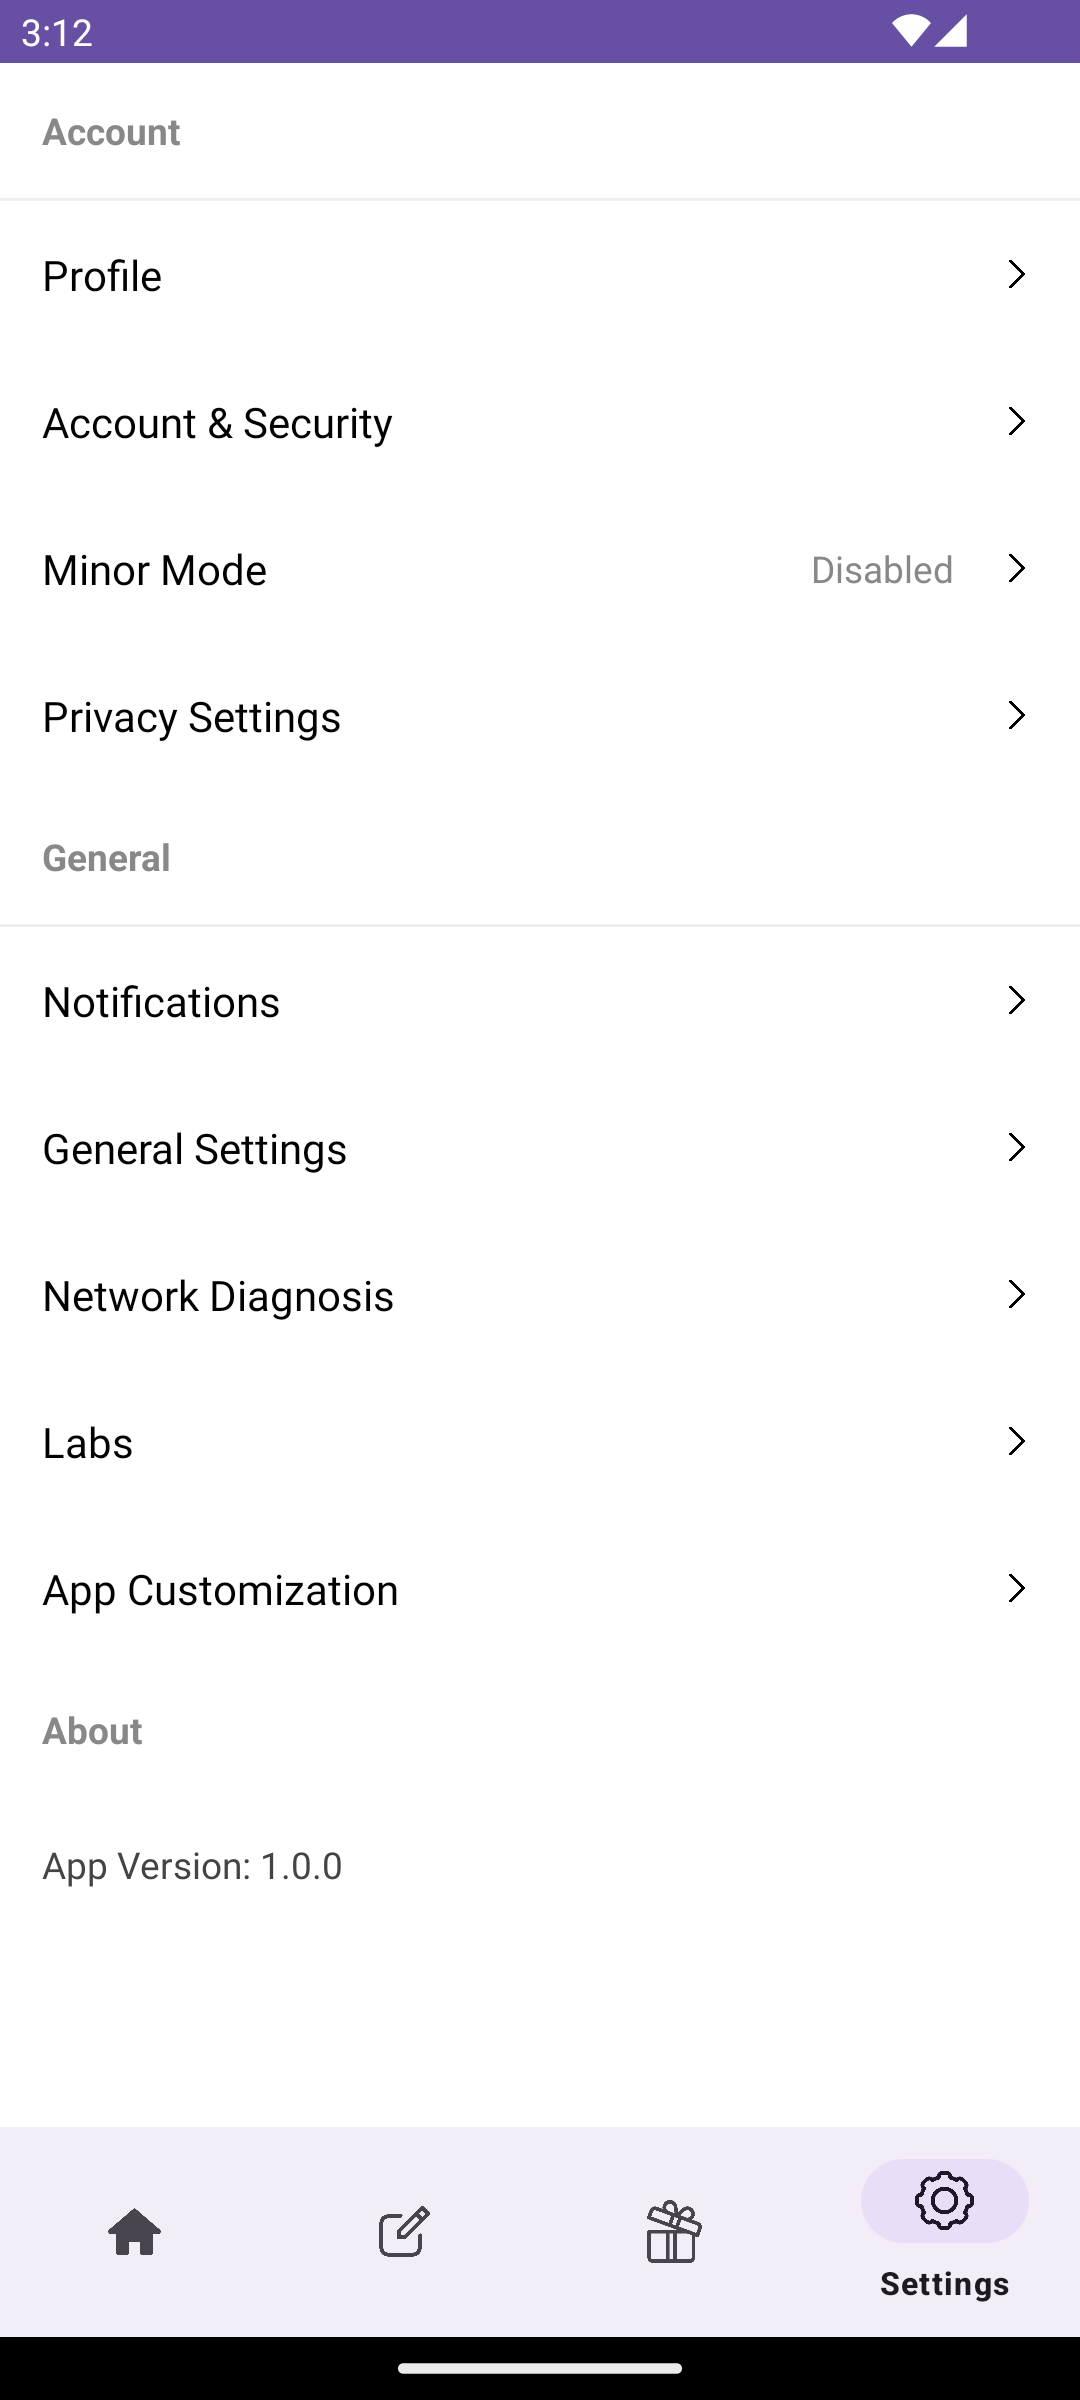 3:12
Account
Profile
Account & Security
Minor Mode Disabled
Privacy Settings
General
Notifications
General Settings
Network Diagnosis
Labs
App Customization
About
App Version: 1.0.0
Settings